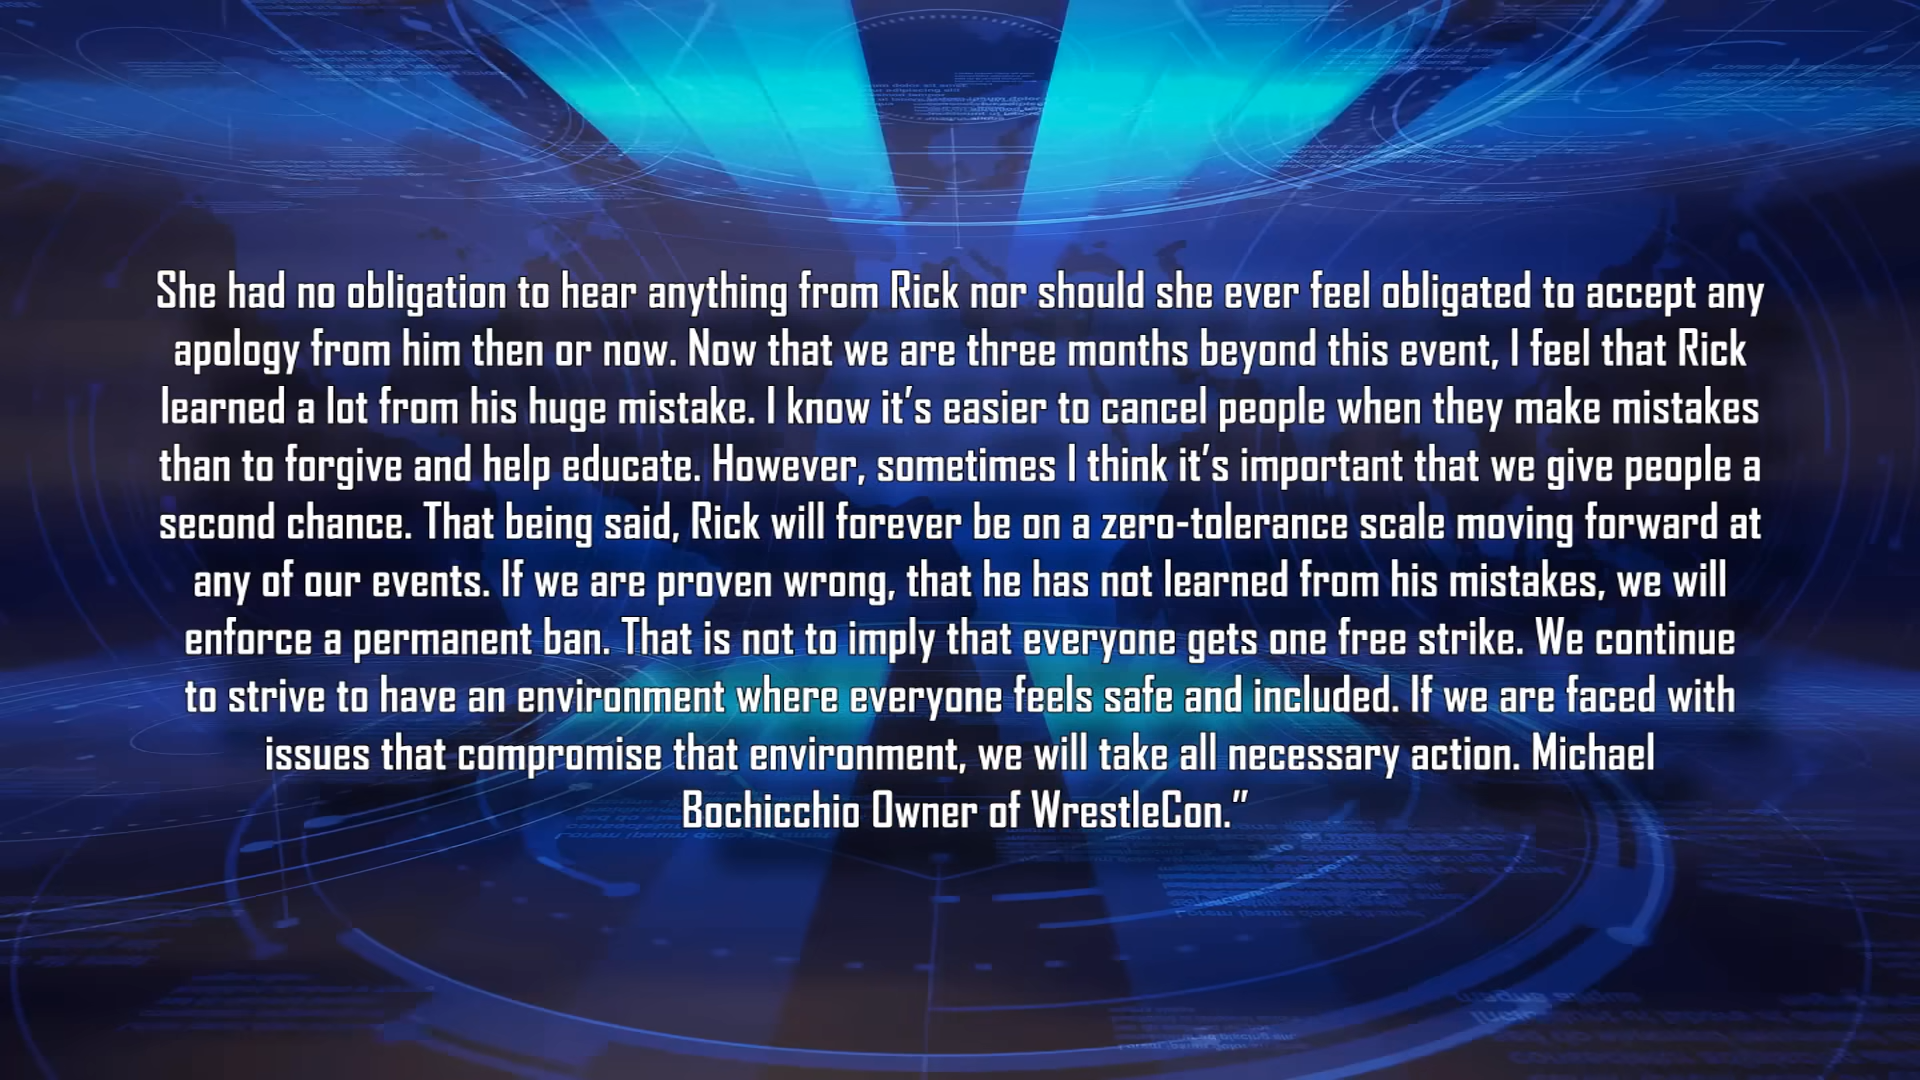 She had no obligation to hear anything from Rick nor should she ever feel obligated to accept any
apology from him then or now. Now that we are three months beyond this event, I feel that Rick
learned a lot from his huge mistake. I know it’s easier to cancel people when they make mistakes
than to forgive and help educate. However, sometimes I think it’s important that we give people a
second chance. That being said, Rick will forever be on a zero-tolerance scale moving forward at
any of our events. If we are proven wrong, that he has not learned from his mistakes, we will
enforce a permanent ban. That is not to imply that everyone gets one free strike. We continue
to strive to have an environment where everyone feels safe and included. If we are faced with
issues that compromise that environment, we will take all necessary action. Michael
Bochicchio Owner of WrestleCon.”